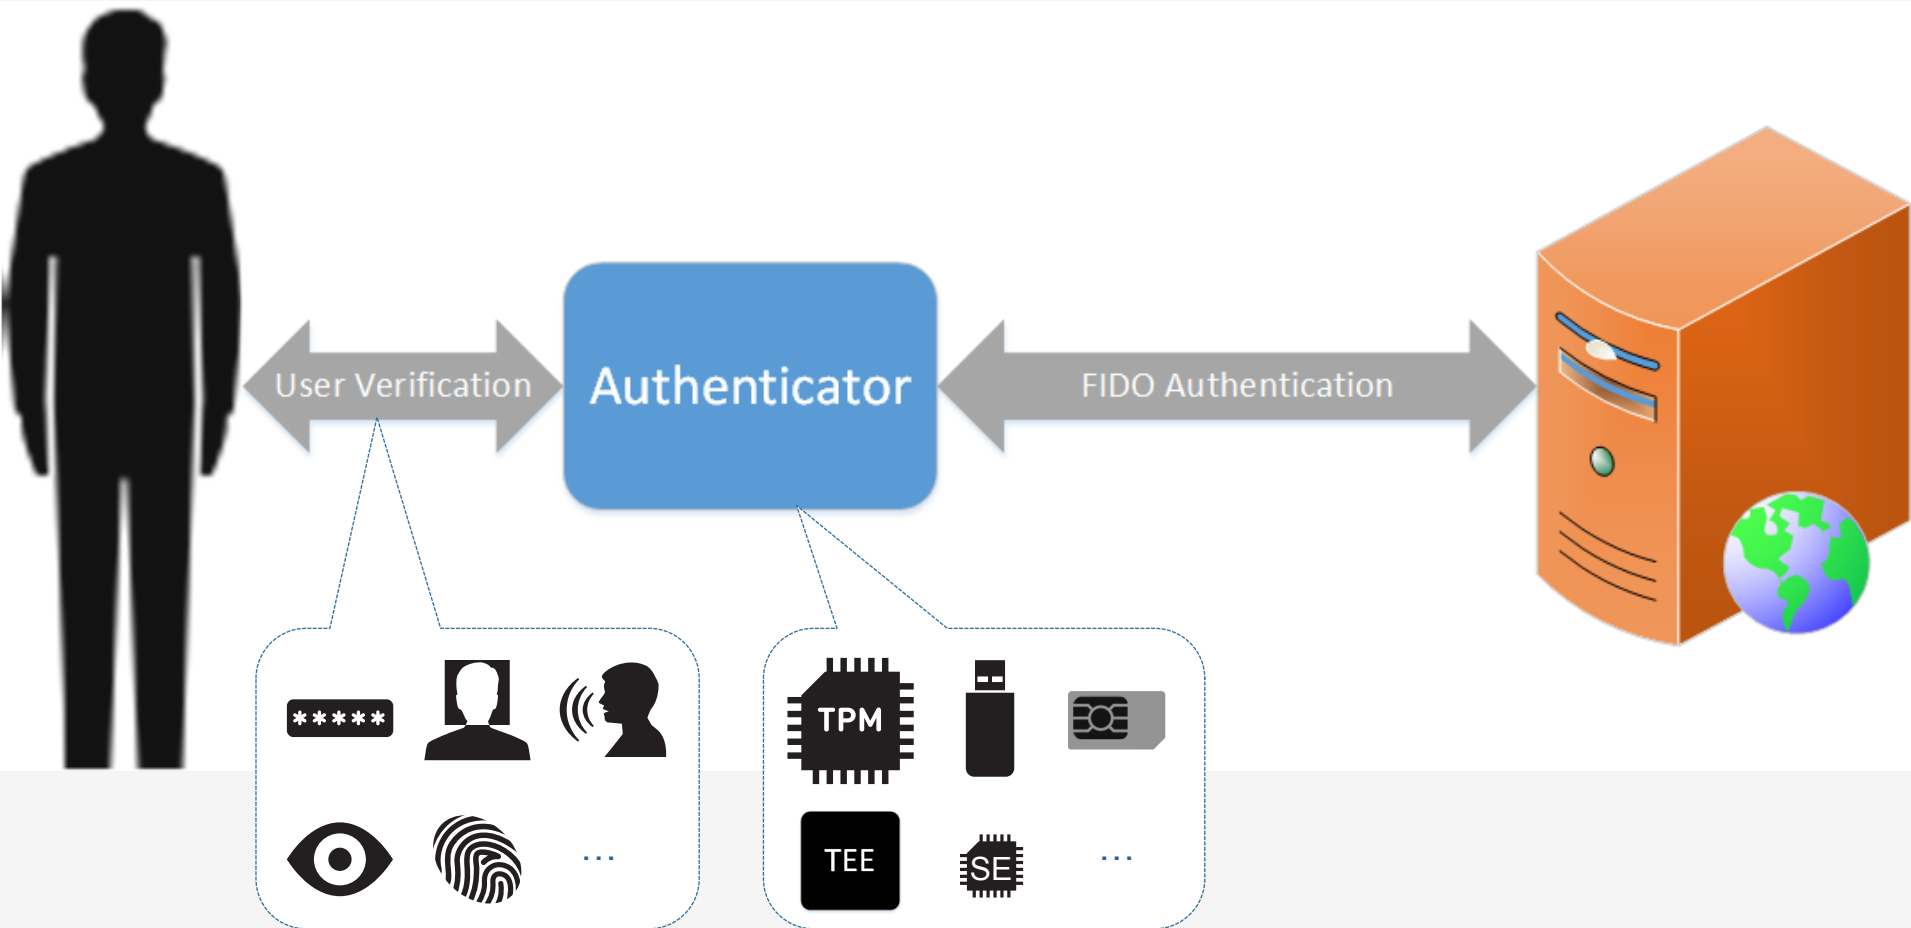 User Verification
Authenticator
FIDO Authentication
*****
TPM
TEE
SE
...
...